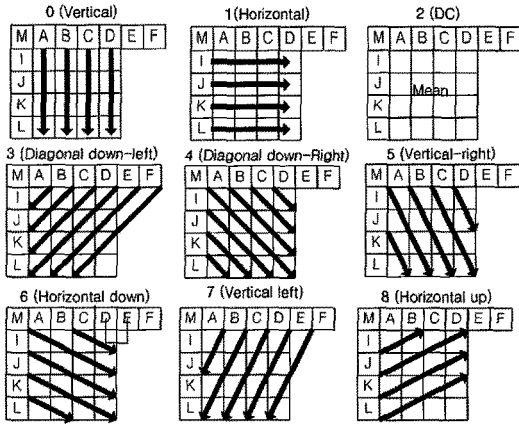 0 (Vertical)
M A B C D E F
I
J
K
L
1(Horizontal)
M A B C D E F
I
J
K
L
2 (DC)
M A B C D E F
I
J
K
L
Mean
3 (Diagonal down-left)
M A B C D E F
I
J
K
L
4 (Diagonal down-Right)
M A B C D E F
I
J
K
L
5 (Vertical-right)
M A B C D E F
I
J
K
L
6 (Horizontal down)
M A B C D E F
I
J
K
L
7 (Vertical left)
M A B C D E F
I
J
K
L
8 (Horizontal up)
M A B C D E F
I
J
K
L